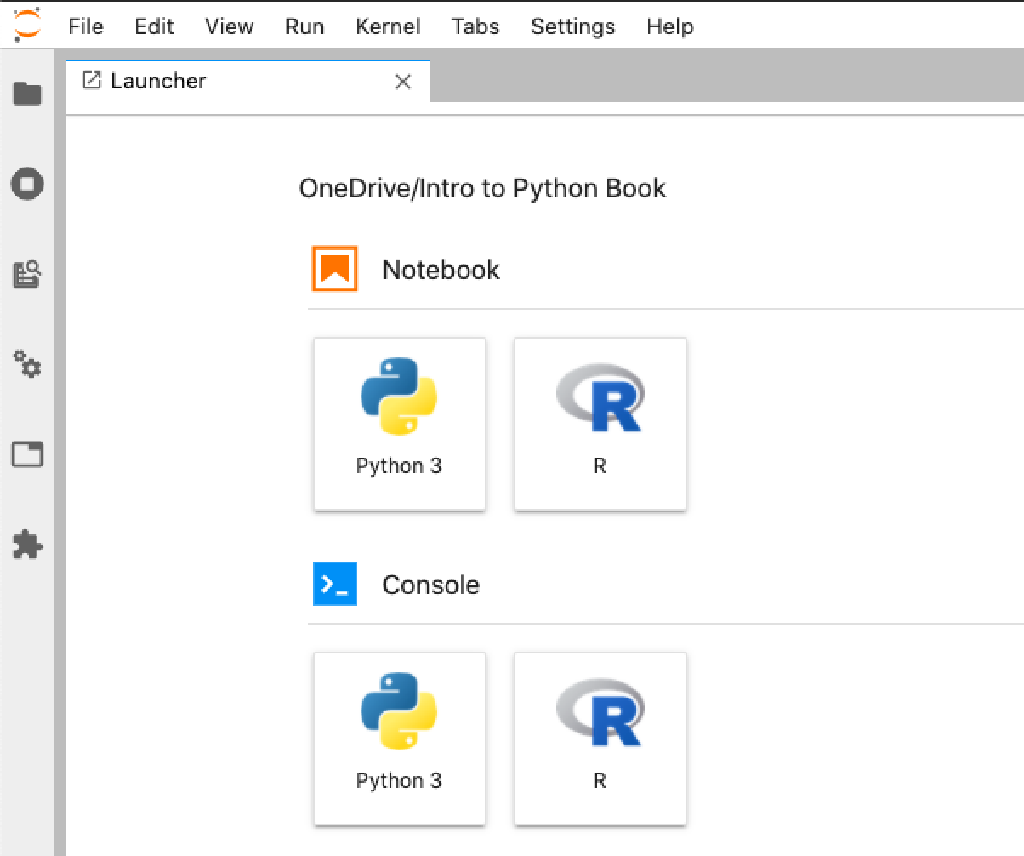 File Edit View Run Kernel Tabs Settings Help
Launcher
OneDrive/Intro to Python Book
Notebook
Python 3 R
Console
Python 3 R